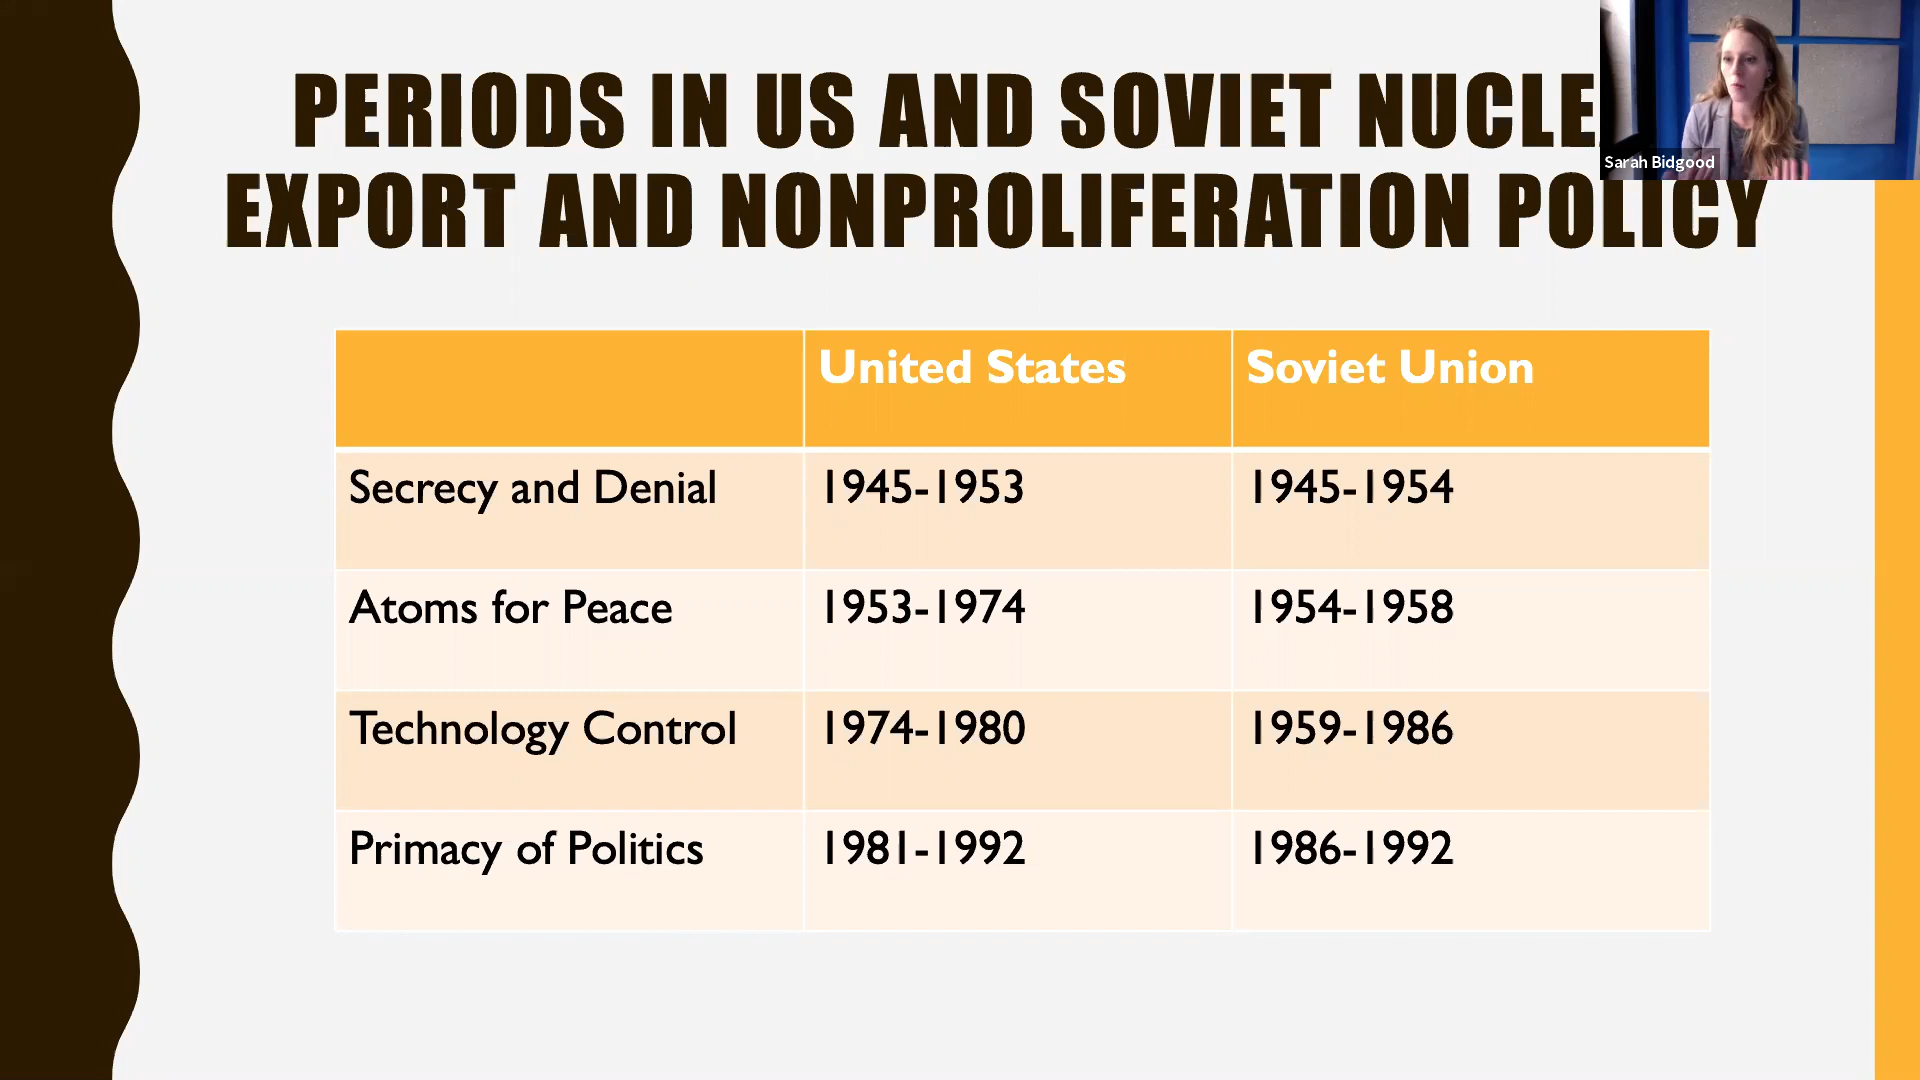 PERIODS IN US AND SOVIET NUCLE
EXPORT AND NONPROLIFERATION POLICY
Sarah Bidgood
United States Soviet Union
Secrecy and Denial 1945-1953 1945-1954
Atoms for Peace 1953-1974 1954-1958
Technology Control 1974-1980 1959-1986
Primacy of Politics 1981-1992 1986-1992